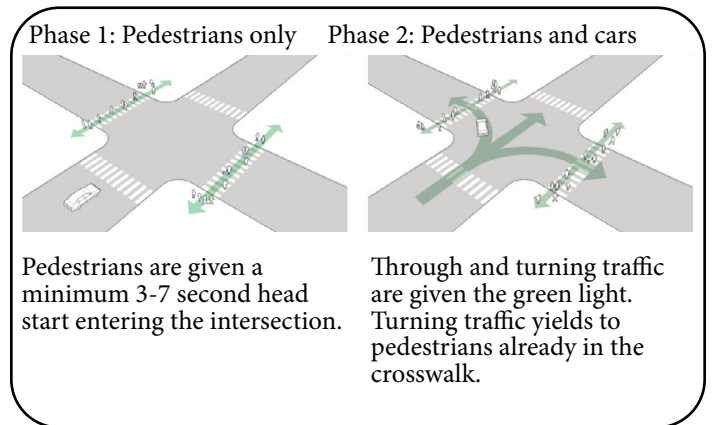 Phase 1: Pedestrians only
Pedestrians are given a
minimum 3-7 second head
start entering the intersection.
Phase 2: Pedestrians and cars
Through and turning traffic
are given the green light.
Turning traffic yields to
pedestrians already in the
crosswalk.